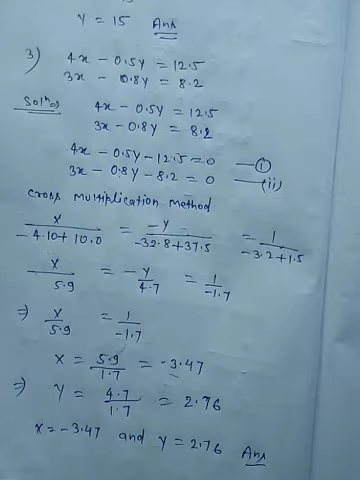 Y = 15 Ans
3) 4x - 0.5Y = 12.5
3x - 0.8Y = 8.2
Soln) 4x - 0.5Y = 12.5
3x - 0.8Y = 8.2
4x - 0.5Y - 12.5 = 0 — (i)
3x - 0.8Y - 8.2 = 0 — (ii)
Cross multiplication method
x / -4.10 + 10.0 = -Y / -32.8 + 37.5 = 1 / -3.2 + 1.5
x / 5.9 = -Y / 4.7 = 1 / -1.7
⇒ x / 5.9 = 1 / -1.7
x = 5.9 / 1.7 = -3.47
⇒ Y = 4.7 / 1.7 = 2.76
x = -3.47 and Y = 2.76 Ans